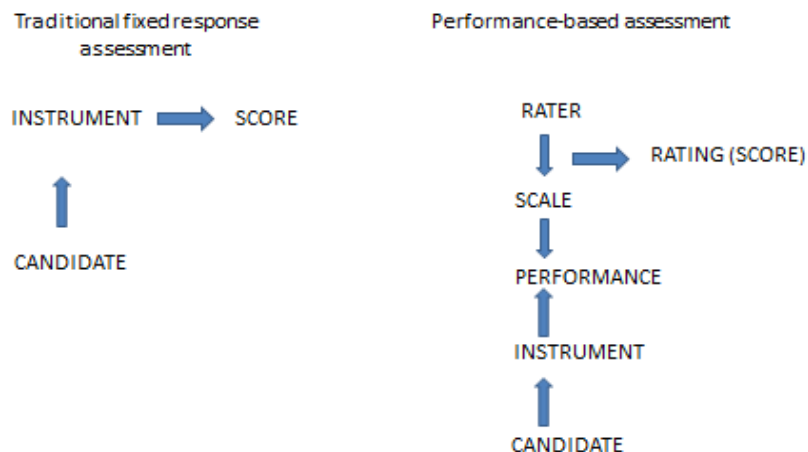 Traditional fixed response
assessment
INSTRUMENT
SCORE
CANDIDATE
Performance-based assessment
RATER
RATING (SCORE)
SCALE
PERFORMANCE
INSTRUMENT
CANDIDATE